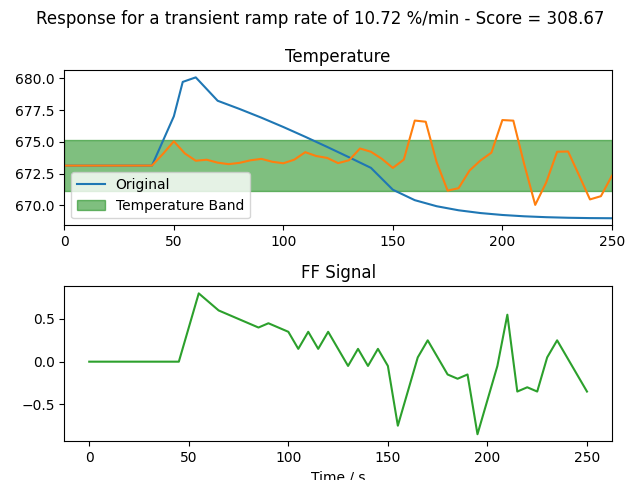 Response for a transient ramp rate of 10.72 %/min - Score = 308.67
Temperature
680.0
677.5
675.0
672.5
670.0
Original
Temperature Band
0 50 100 150 200 250
FF Signal
0.5
0.0
−0.5
0 50 100 150 200 250
Time / s